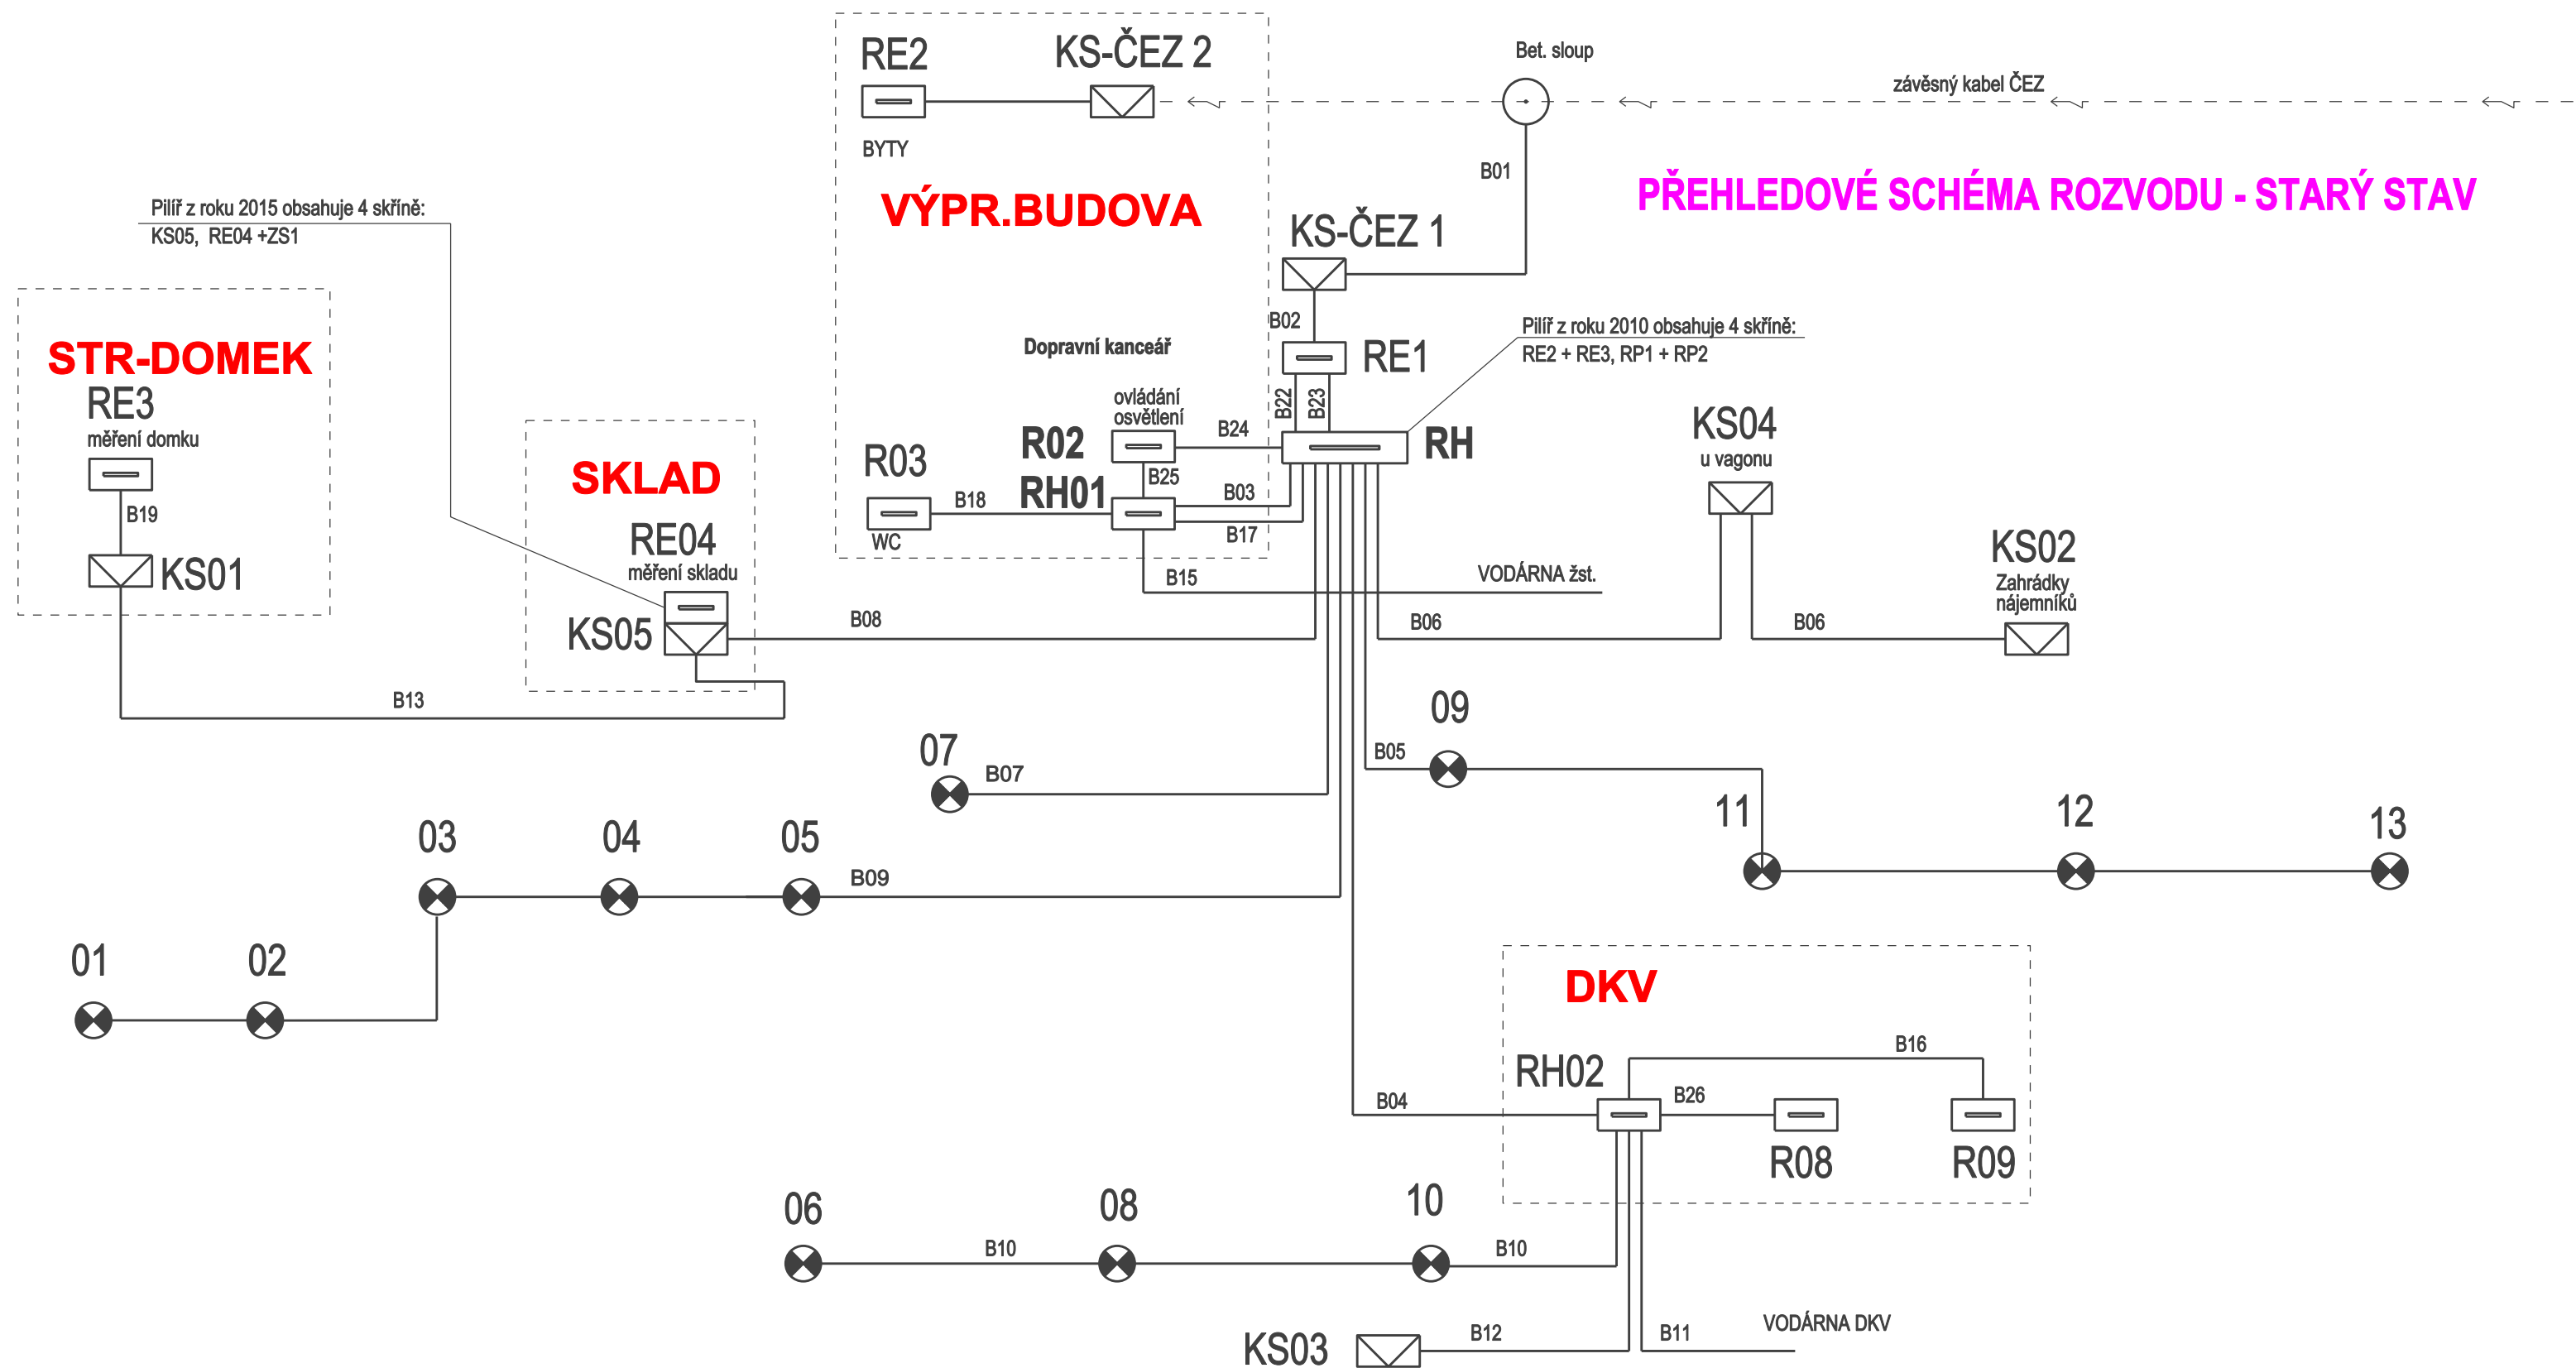 RE2
KS-ČEZ 2
BYTY
VÝPR.BUDOVA
Bet. sloup
závěsný kabel ČEZ
B01
PŘEHLEDOVÉ SCHÉMA ROZVODU - STARÝ STAV
KS-ČEZ 1
B02
RE1
Pilíř z roku 2015 obsahuje 4 skříně:
KS05, RE04 +ZS1
Pilíř z roku 2010 obsahuje 4 skříně:
RE2 + RE3, RP1 + RP2
STR-DOMEK
RE3
měření domku
B19
KS01
SKLAD
RE04
měření skladu
KS05
Dopravní kanceář
ovládání
osvětlení
R02
B24
B22
B23
RH
R03
B18
RH01
B25
B03
B17
WC
B15
VODÁRNA žst.
KS04
u vagonu
KS02
Zahrádky
nájemníků
B08
B06
B06
B13
07
B07
09
B05
11
12
13
03
04
05
B09
01
02
DKV
RH02
B16
B26
B04
R08
R09
06
08
10
B10
B10
KS03
B12
B11
VODÁRNA DKV